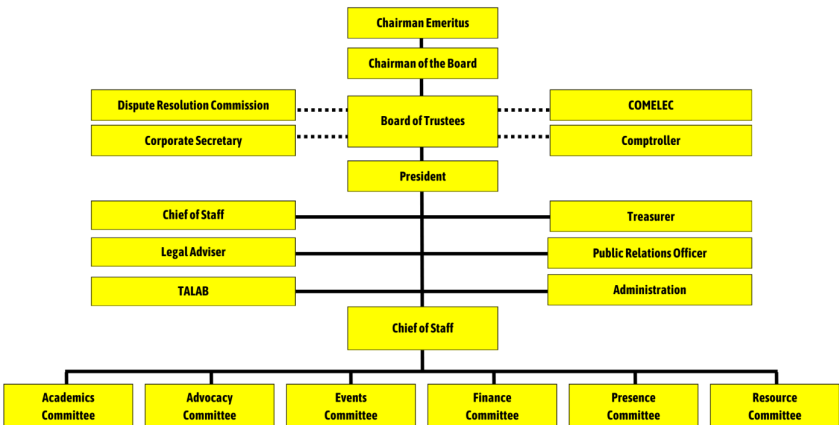 Chairman Emeritus
Chairman of the Board
Dispute Resolution Commission
COMELEC
Board of Trustees
Corporate Secretary
Comptroller
President
Chief of Staff
Treasurer
Legal Adviser
Public Relations Officer
TALAB
Administration
Chief of Staff
Academics
Committee
Advocacy
Committee
Events
Committee
Finance
Committee
Presence
Committee
Resource
Committee